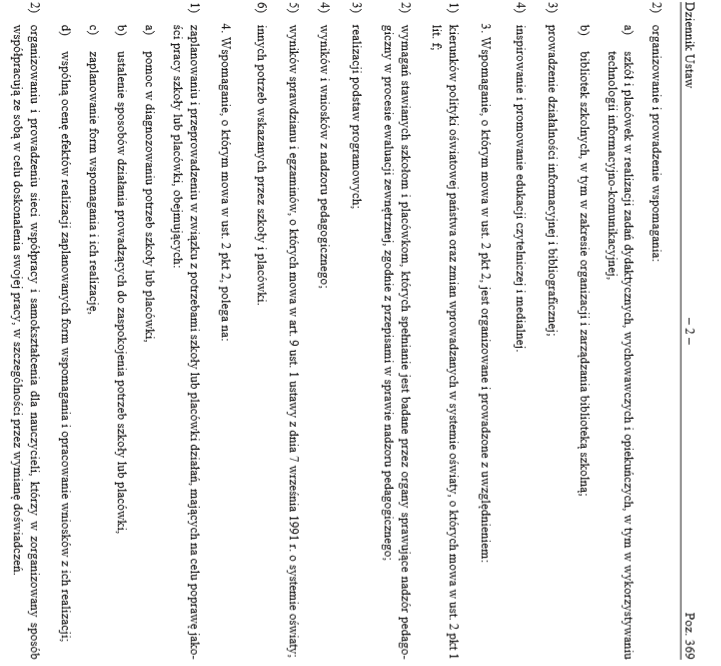 Dziennik Ustaw – 2 – Poz. 369
2) organizowanie i prowadzenie wspomagania:
a) szkół i placówek w realizacji zadań dydaktycznych, wychowawczych i opiekuńczych, w tym w wykorzystywaniu
technologii informacyjno-komunikacyjnej,
b) bibliotek szkolnych, w tym w zakresie organizacji i zarządzania biblioteką szkolną;
3) prowadzenie działalności informacyjnej i bibliograficznej;
4) inspirowanie i promowanie edukacji czytelniczej i medialnej.
3. Wspomaganie, o którym mowa w ust. 2 pkt 2, jest organizowane i prowadzone z uwzględnieniem:
1) kierunków polityki oświatowej państwa oraz zmian wprowadzanych w systemie oświaty, o których mowa w ust. 2 pkt 1
lit. f;
2) wymagań stawianych szkołom i placówkom, których spełnianie jest badane przez organy sprawujące nadzór pedago-
giczny w procesie ewaluacji zewnętrznej, zgodnie z przepisami w sprawie nadzoru pedagogicznego;
3) realizacji podstaw programowych;
4) wyników i wniosków z nadzoru pedagogicznego;
5) wyników sprawdzianu i egzaminów, o których mowa w art. 9 ust. 1 ustawy z dnia 7 września 1991 r. o systemie oświaty;
6) innych potrzeb wskazanych przez szkoły i placówki.
4. Wspomaganie, o którym mowa w ust. 2 pkt 2, polega na:
1) zaplanowaniu i przeprowadzeniu w związku z potrzebami szkoły lub placówki działań, mających na celu poprawę jako-
ści pracy szkoły lub placówki, obejmujących:
a) pomoc w diagnozowaniu potrzeb szkoły lub placówki,
b) ustalenie sposobów działania prowadzących do zaspokojenia potrzeb szkoły lub placówki,
c) zaplanowanie form wspomagania i ich realizację,
d) wspólną ocenę efektów realizacji zaplanowanych form wspomagania i opracowanie wniosków z ich realizacji;
2) organizowaniu i prowadzeniu sieci współpracy i samokształcenia dla nauczycieli, którzy w zorganizowany sposób
współpracują ze sobą w celu doskonalenia swojej pracy, w szczególności przez wymianę doświadczeń.